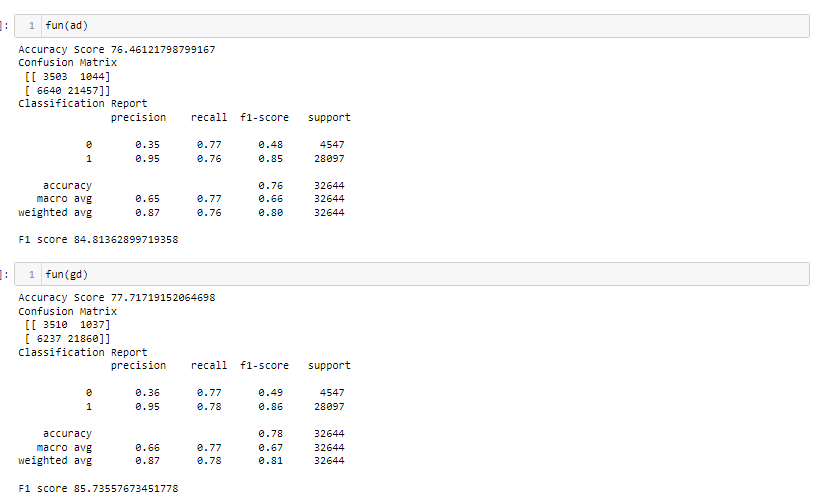 ]: 1 fun(ad)
Accuracy Score 76.46121798799167
Confusion Matrix
[[ 3503 1044]
[ 6640 21457]]
Classification Report
precision recall f1-score support
0 0.35 0.77 0.48 4547
1 0.95 0.76 0.85 28097
accuracy 0.76 32644
macro avg 0.65 0.77 0.66 32644
weighted avg 0.87 0.76 0.80 32644
F1 score 84.81362899719358
]: 1 fun(gd)
Accuracy Score 77.71719152064698
Confusion Matrix
[[ 3510 1037]
[ 6237 21860]]
Classification Report
precision recall f1-score support
0 0.36 0.77 0.49 4547
1 0.95 0.78 0.86 28097
accuracy 0.78 32644
macro avg 0.66 0.77 0.67 32644
weighted avg 0.87 0.78 0.81 32644
F1 score 85.73557673451778